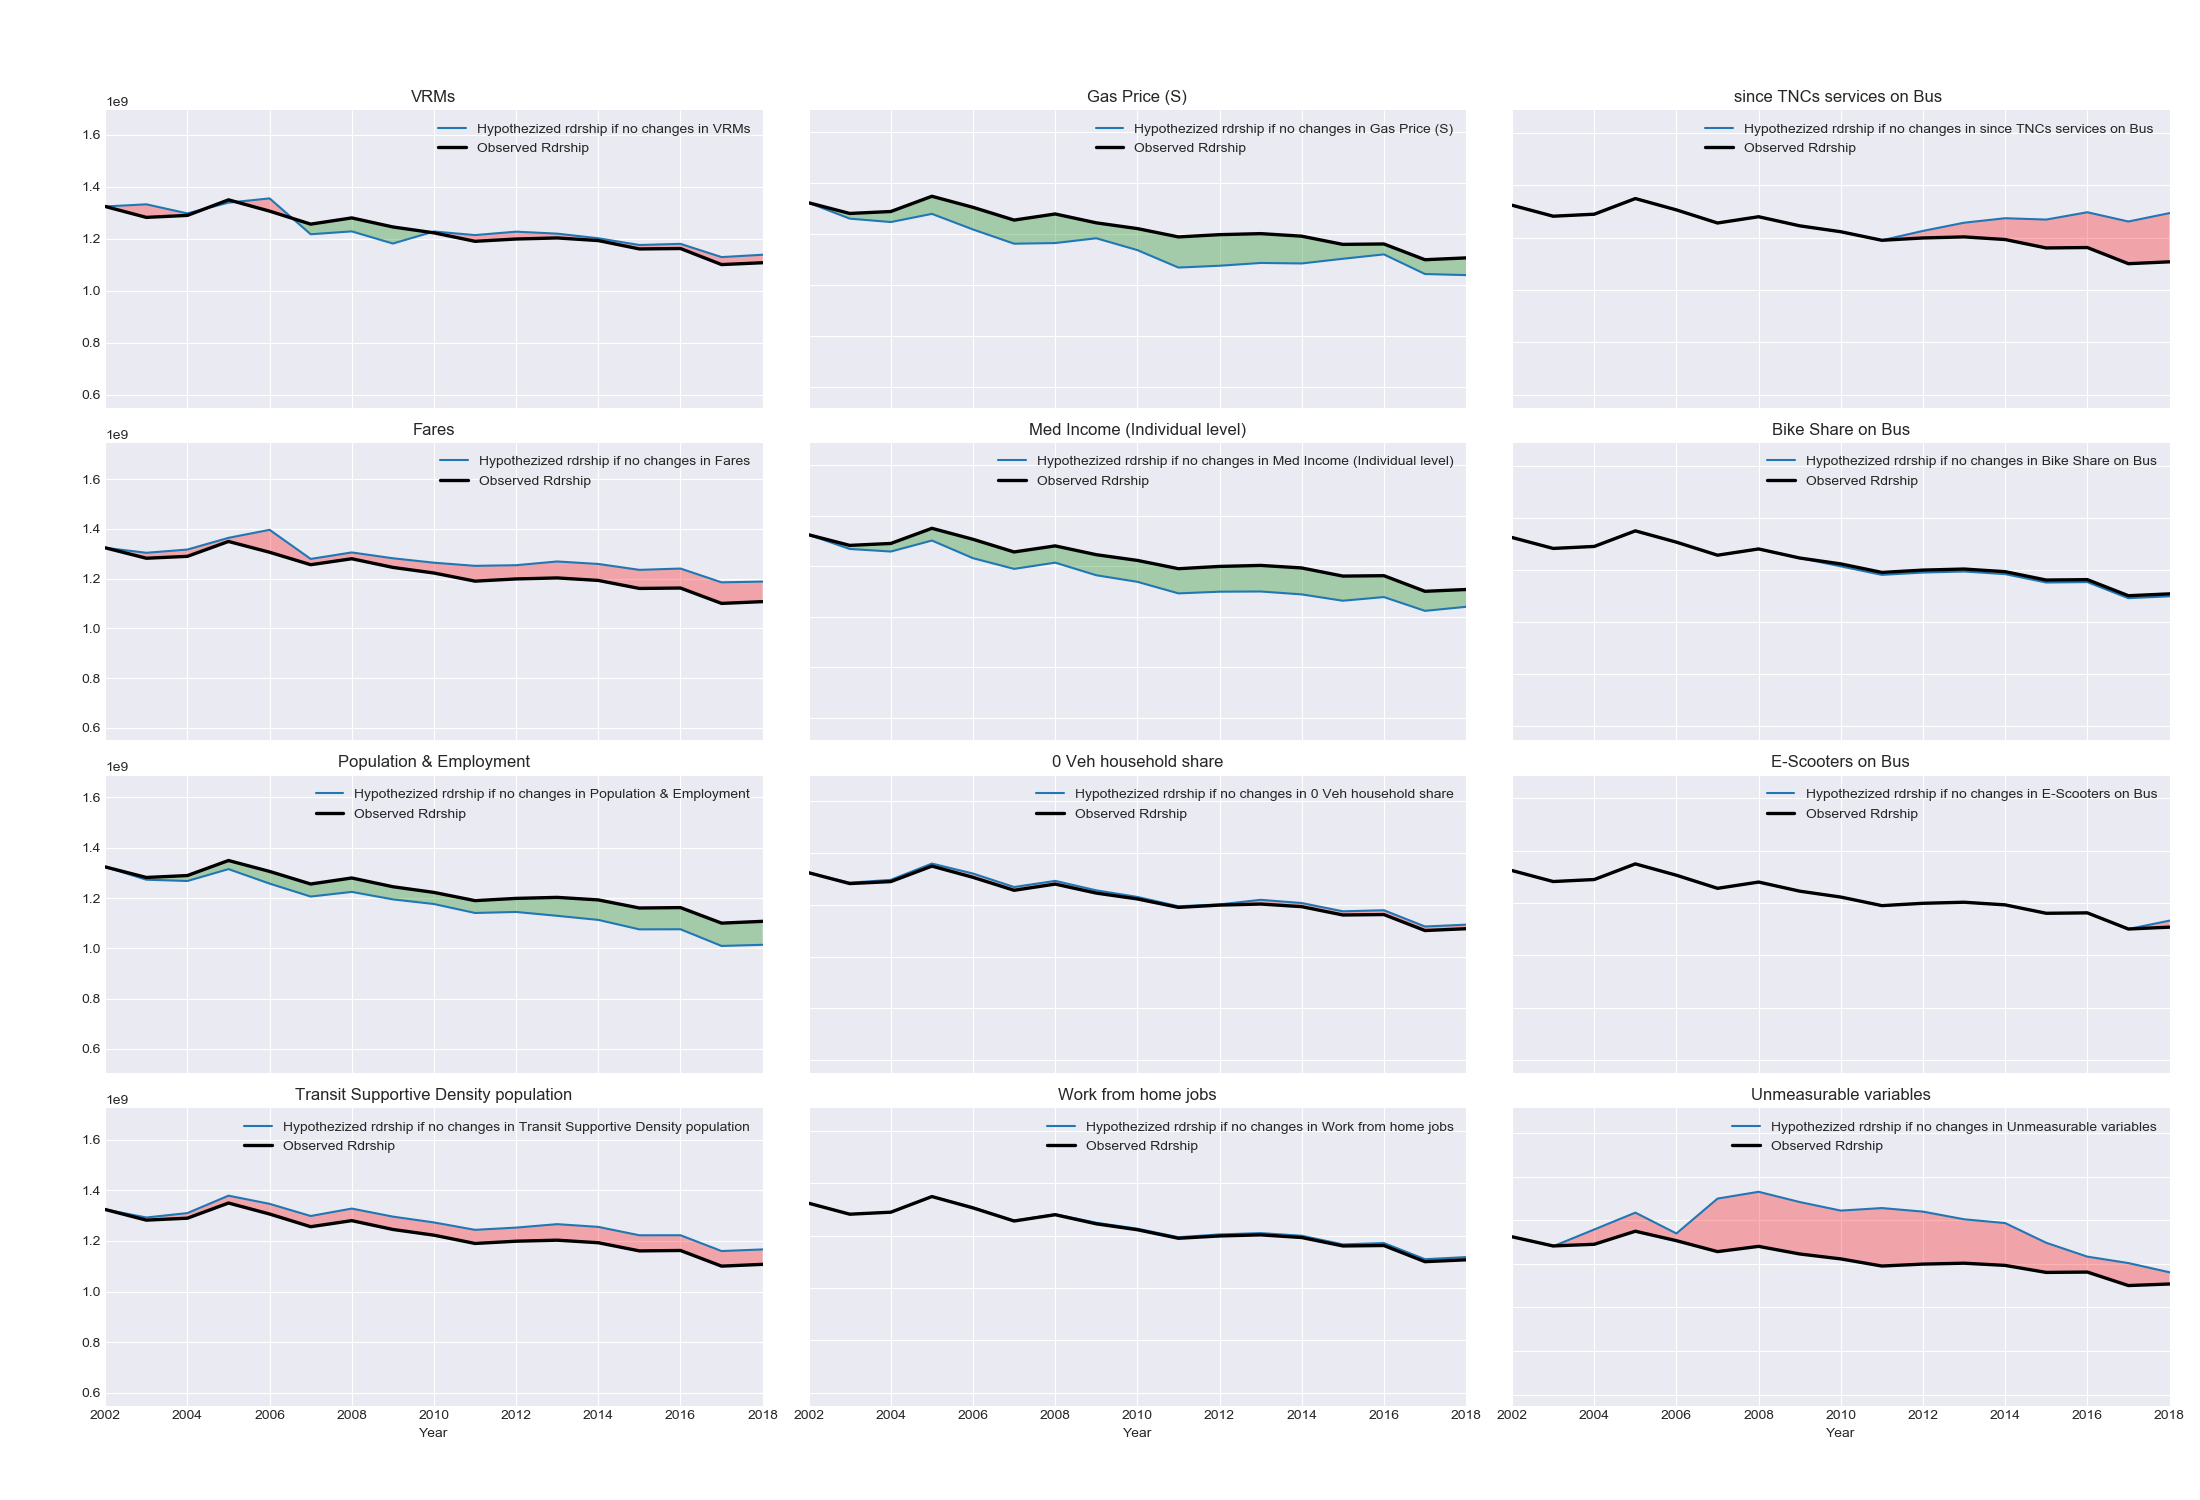 VRMs
Gas Price (S)
since TNCs services on Bus
1e9
Hypothezized rdrship if no changes in VRMs
Observed Rdrship
Hypothezized rdrship if no changes in Gas Price (S)
Observed Rdrship
Hypothezized rdrship if no changes in since TNCs services on Bus
Observed Rdrship
1.6
1.4
1.2
1.0
0.8
0.6
Fares
Med Income (Individual level)
Bike Share on Bus
1e9
Hypothezized rdrship if no changes in Fares
Observed Rdrship
Hypothezized rdrship if no changes in Med Income (Individual level)
Observed Rdrship
Hypothezized rdrship if no changes in Bike Share on Bus
Observed Rdrship
1.6
1.4
1.2
1.0
0.8
0.6
Population & Employment
0 Veh household share
E-Scooters on Bus
1e9
Hypothezized rdrship if no changes in Population & Employment
Observed Rdrship
Hypothezized rdrship if no changes in 0 Veh household share
Observed Rdrship
Hypothezized rdrship if no changes in E-Scooters on Bus
Observed Rdrship
1.6
1.4
1.2
1.0
0.8
0.6
Transit Supportive Density population
Work from home jobs
Unmeasurable variables
1e9
Hypothezized rdrship if no changes in Transit Supportive Density population
Observed Rdrship
Hypothezized rdrship if no changes in Work from home jobs
Observed Rdrship
Hypothezized rdrship if no changes in Unmeasurable variables
Observed Rdrship
1.6
1.4
1.2
1.0
0.8
0.6
2002 2004 2006 2008 2010 2012 2014 2016 2018
2002 2004 2006 2008 2010 2012 2014 2016 2018
2002 2004 2006 2008 2010 2012 2014 2016 2018
Year
Year
Year